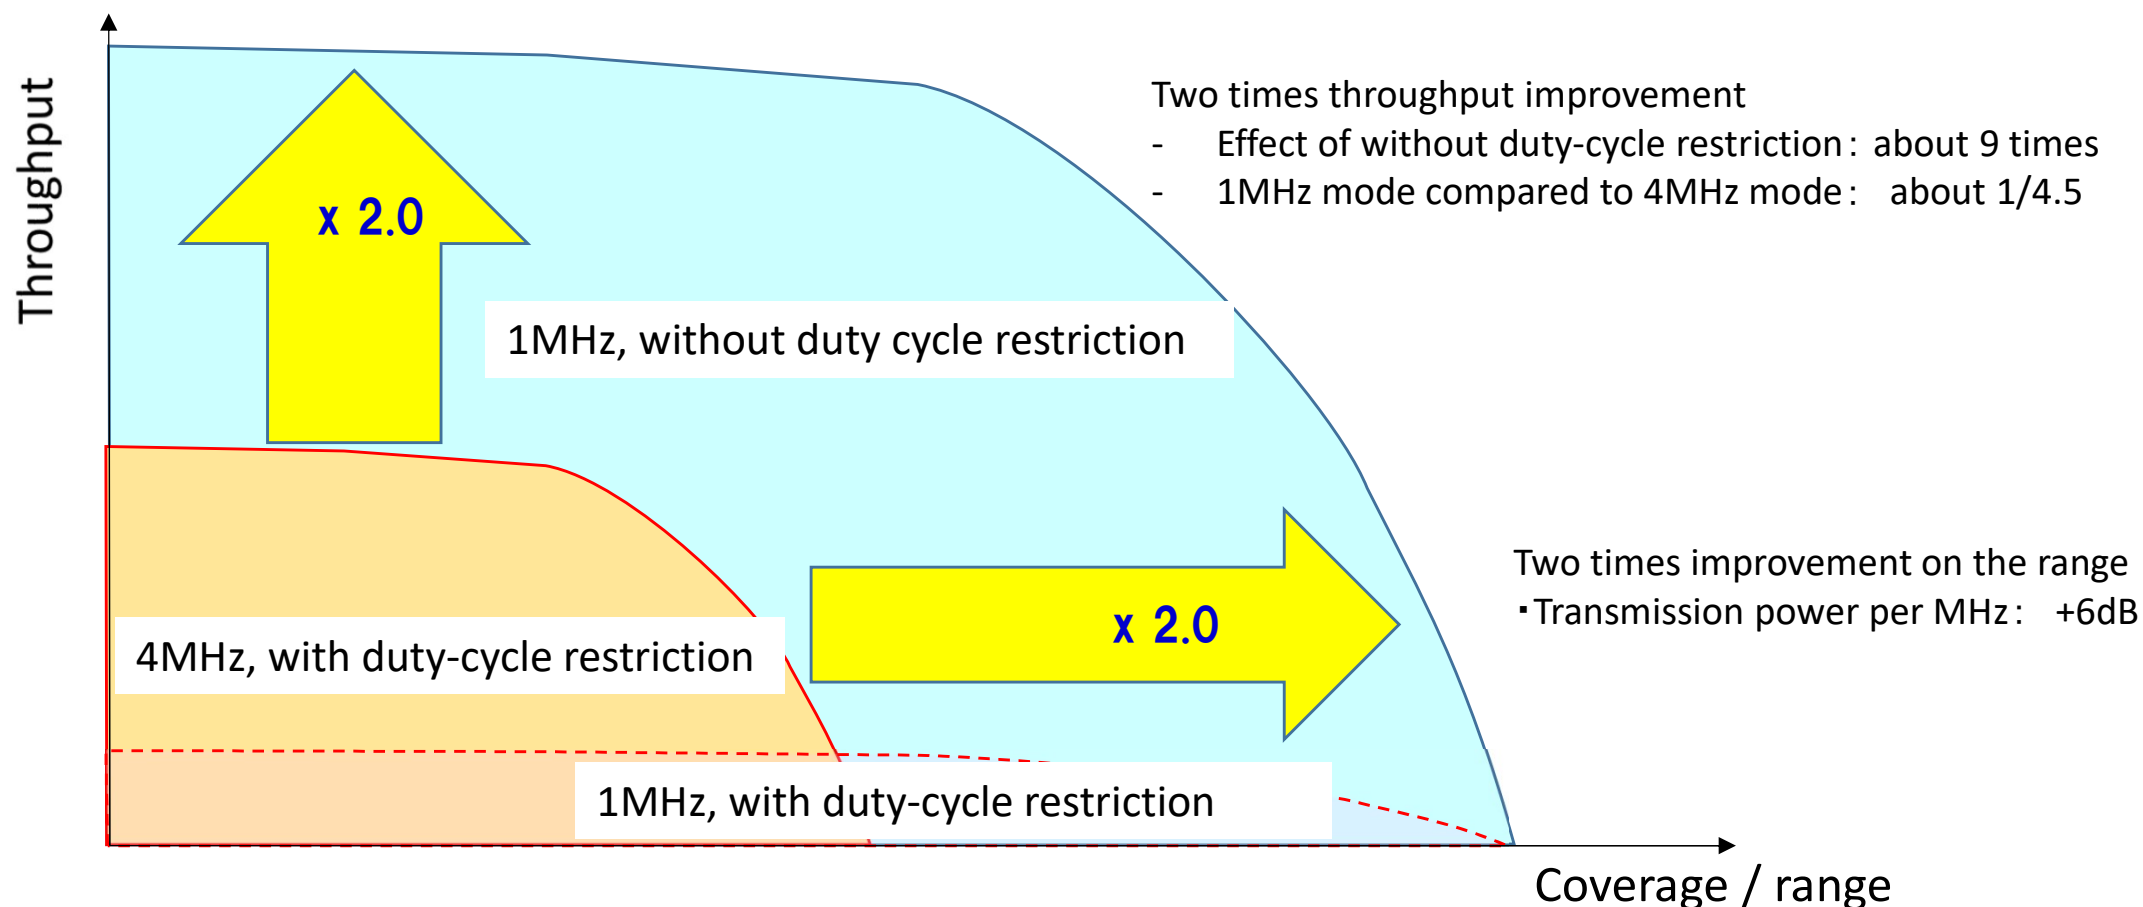 Throughput
Two times throughput improvement
- Effect of without duty-cycle restriction: about 9 times
- 1MHz mode compared to 4MHz mode: about 1/4.5
x 2.0
1MHz, without duty cycle restriction
Two times improvement on the range
・Transmission power per MHz: +6dB
x 2.0
4MHz, with duty-cycle restriction
1MHz, with duty-cycle restriction
Coverage / range